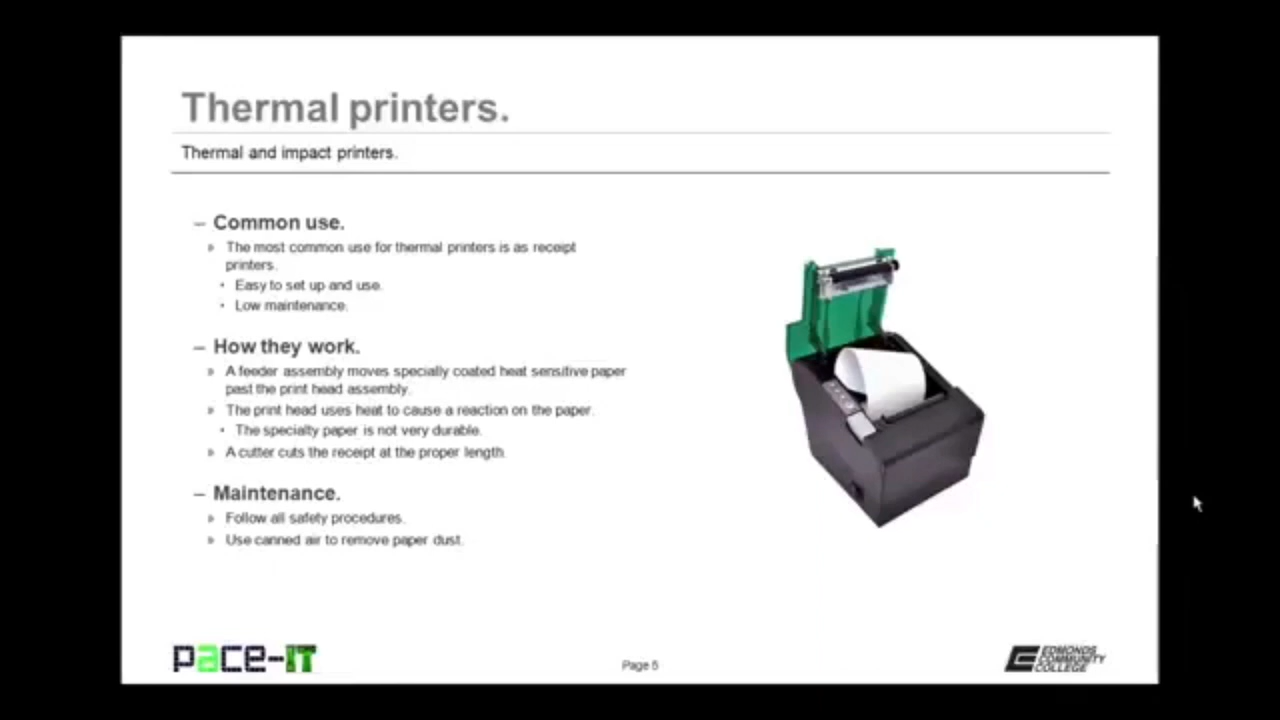 Thermal printers.
Thermal and impact printers.
– Common use.
» The most common use for thermal printers is as receipt
printers.
• Easy to set up and use.
• Low maintenance.
– How they work.
» A feeder assembly moves specially coated heat sensitive paper
past the print head assembly.
» The print head uses heat to cause a reaction on the paper.
• The specialty paper is not very durable.
» A cutter cuts the receipt at the proper length.
– Maintenance.
» Follow all safety procedures.
» Use canned air to remove paper dust.
pace-IT
Page 5
EDMONDS
COMMUNITY
COLLEGE